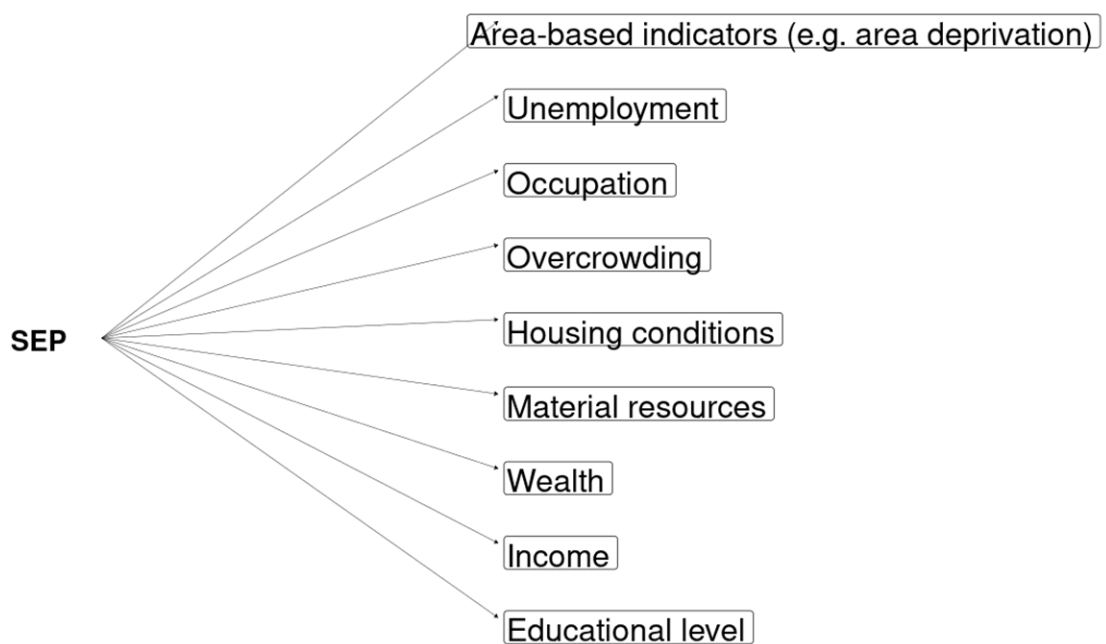 Area-based indicators (e.g. area deprivation)
Unemployment
Occupation
Overcrowding
SEP
Housing conditions
Material resources
Wealth
Income
Educational level